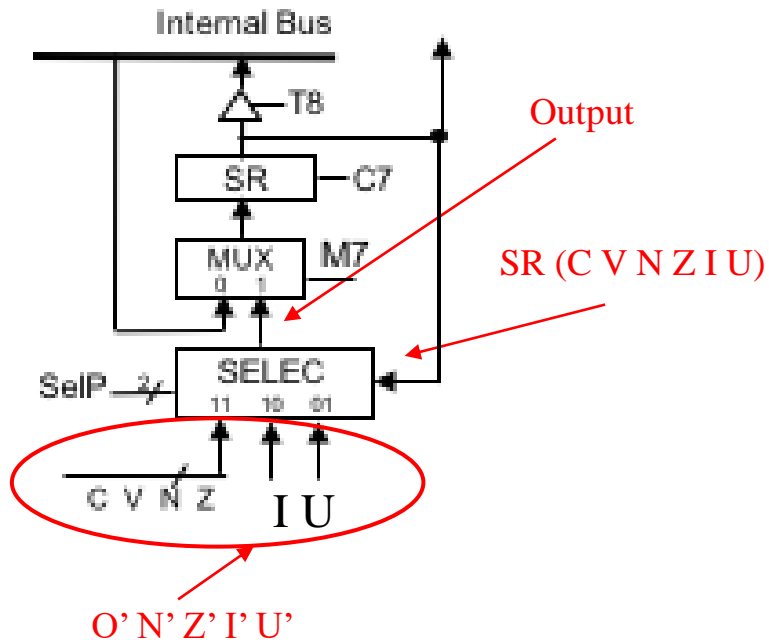 Internal Bus
T8
Output
SR
C7
MUX
M7
0 1
SR (C V N Z I U)
SELEC
SelP
2
11 10 01
C V N Z
I U
O’ N’ Z’ I’ U’